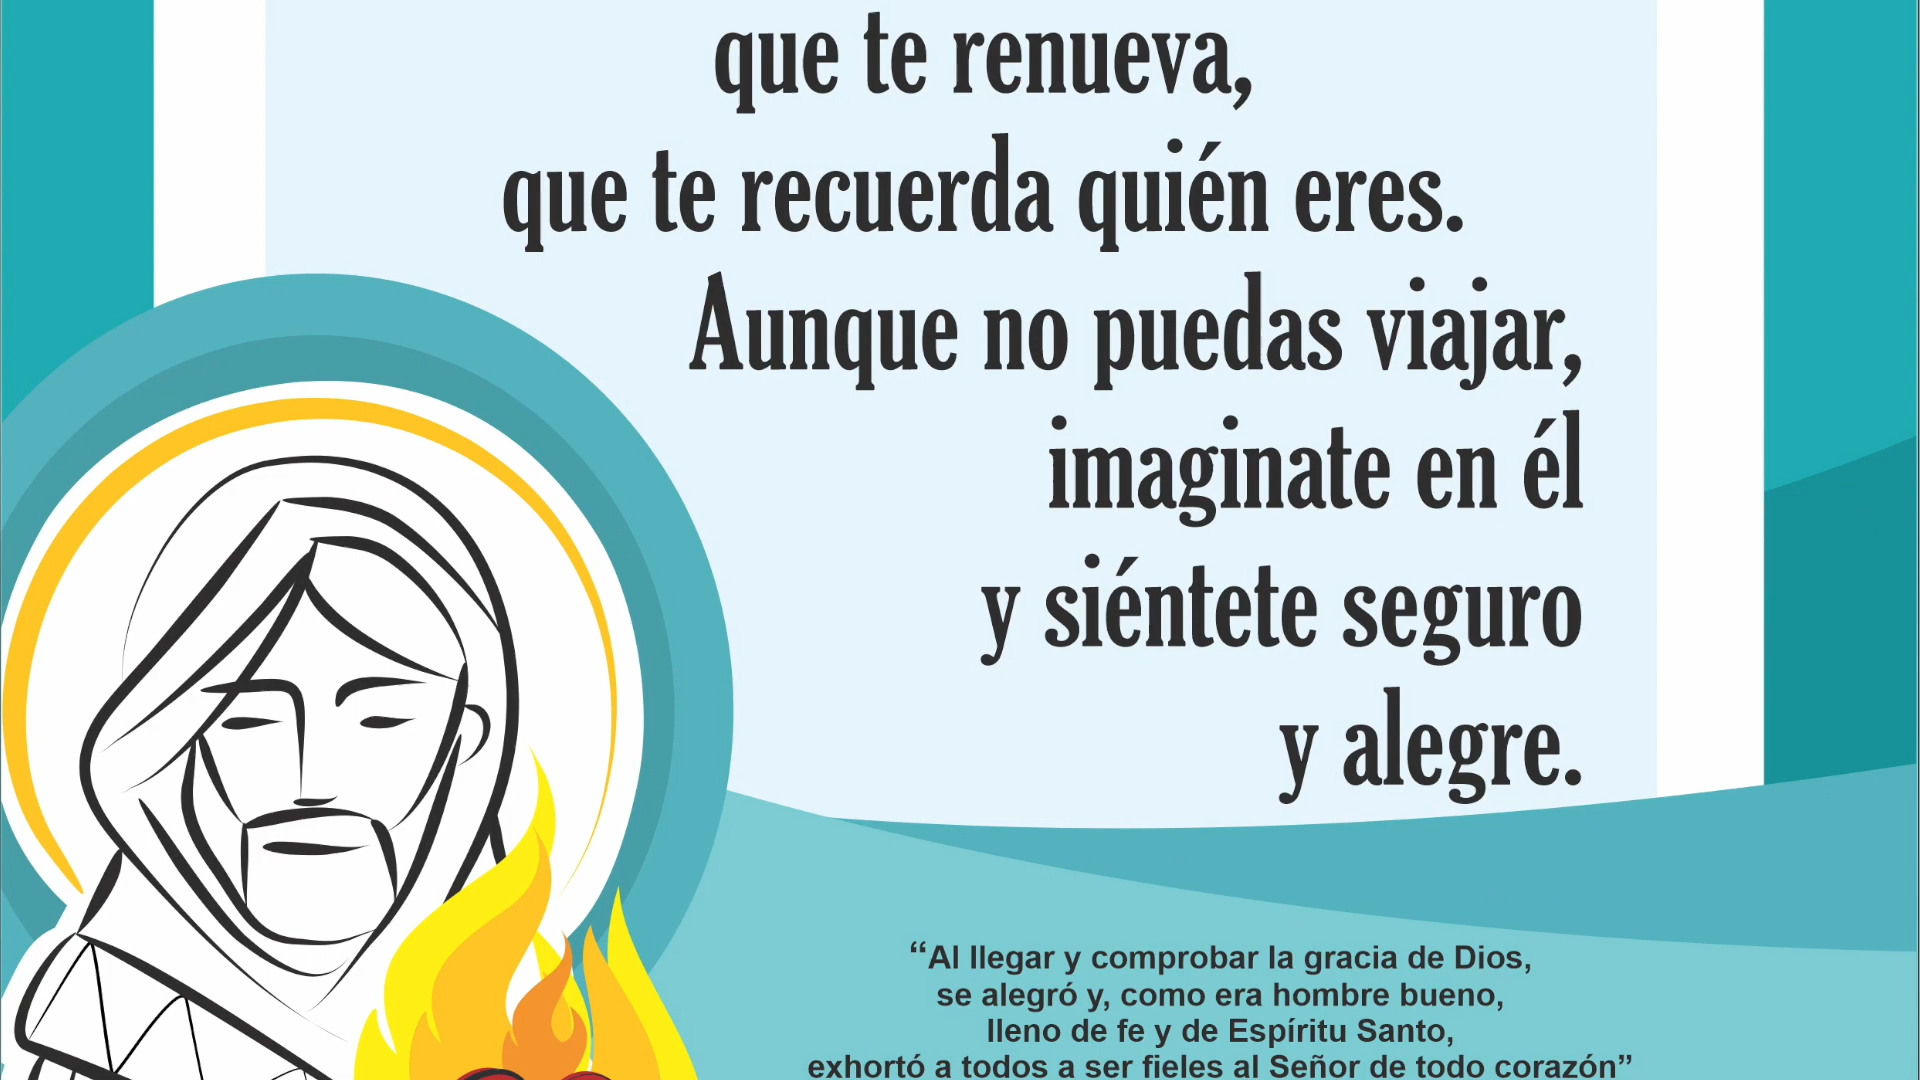 que te renueva,
que te recuerda quién eres.
Aunque no puedas viajar,
imaginate en él
y siéntete seguro
y alegre.
“Al llegar y comprobar la gracia de Dios,
se alegró y, como era hombre bueno,
lleno de fe y de Espíritu Santo,
exhortó a todos a ser fieles al Señor de todo corazón”